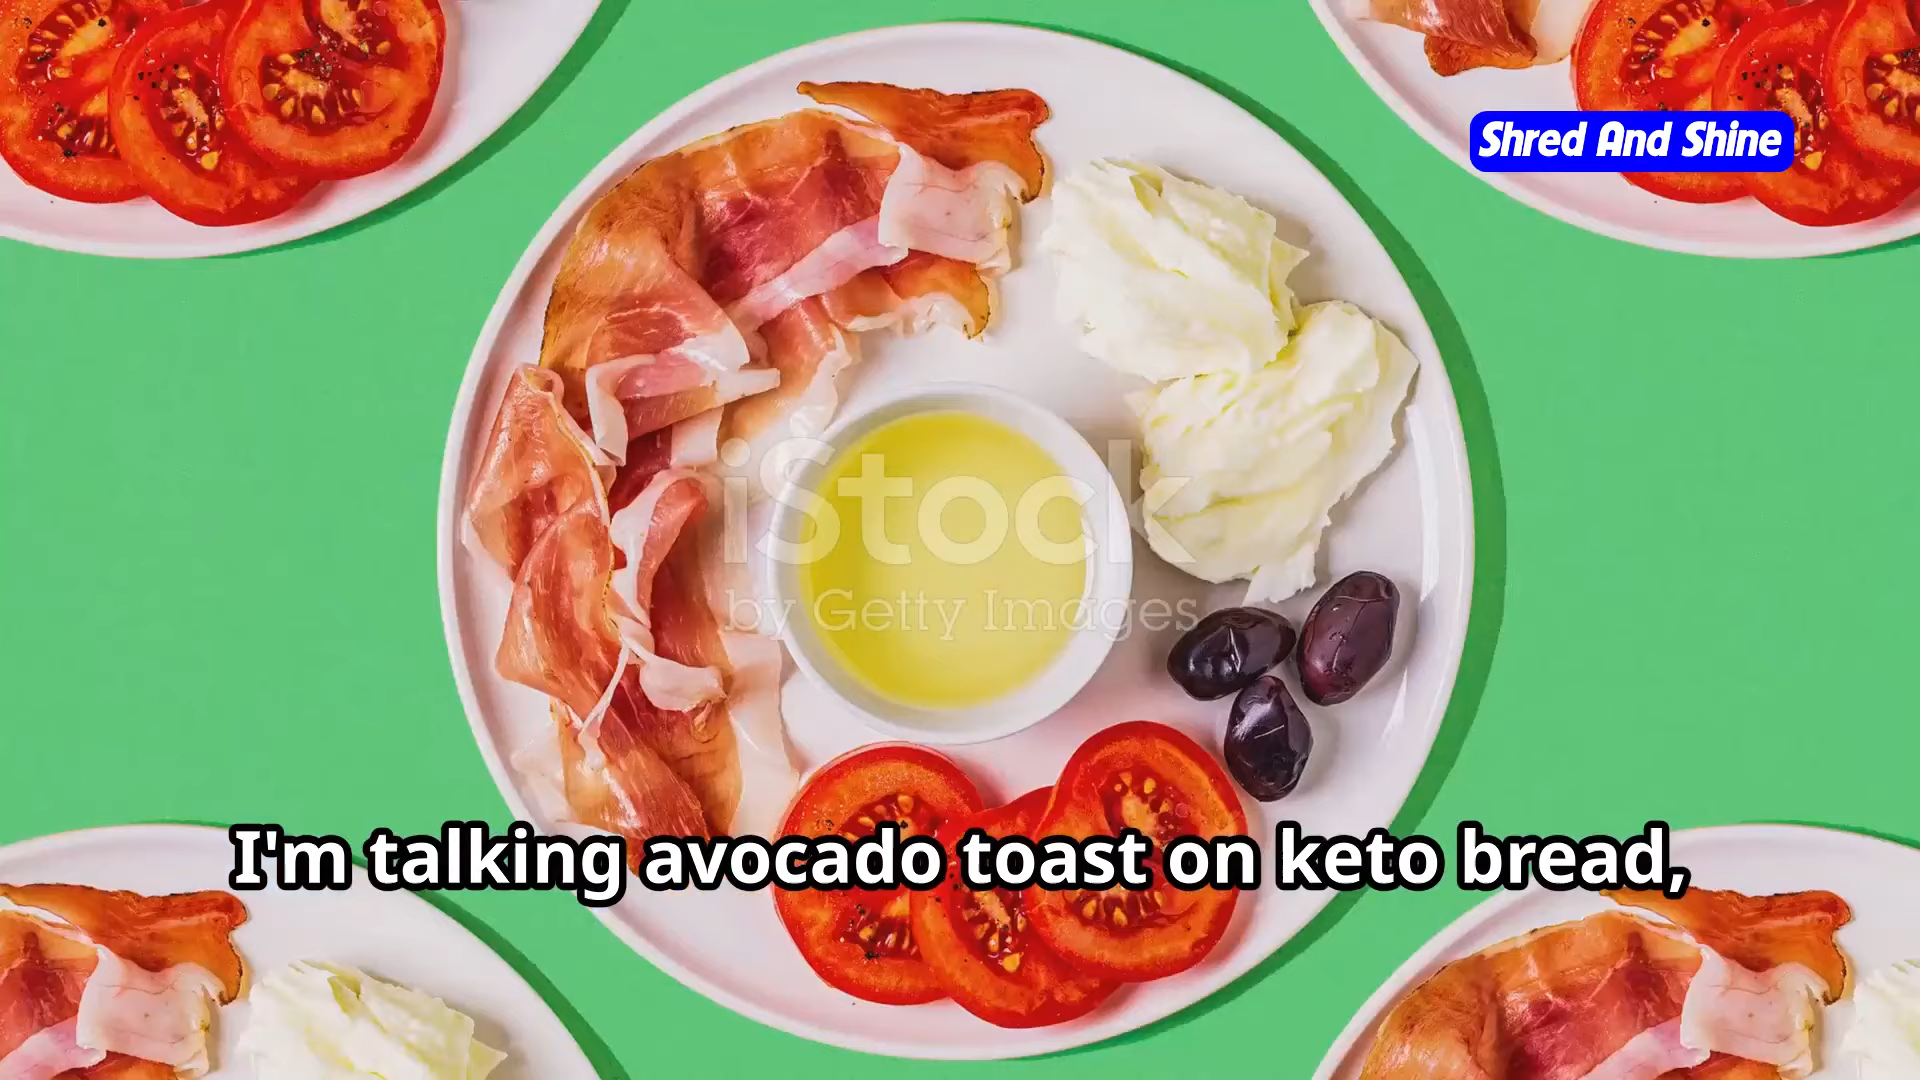 Shred And Shine
iStock
by Getty Images
I'm talking avocado toast on keto bread,